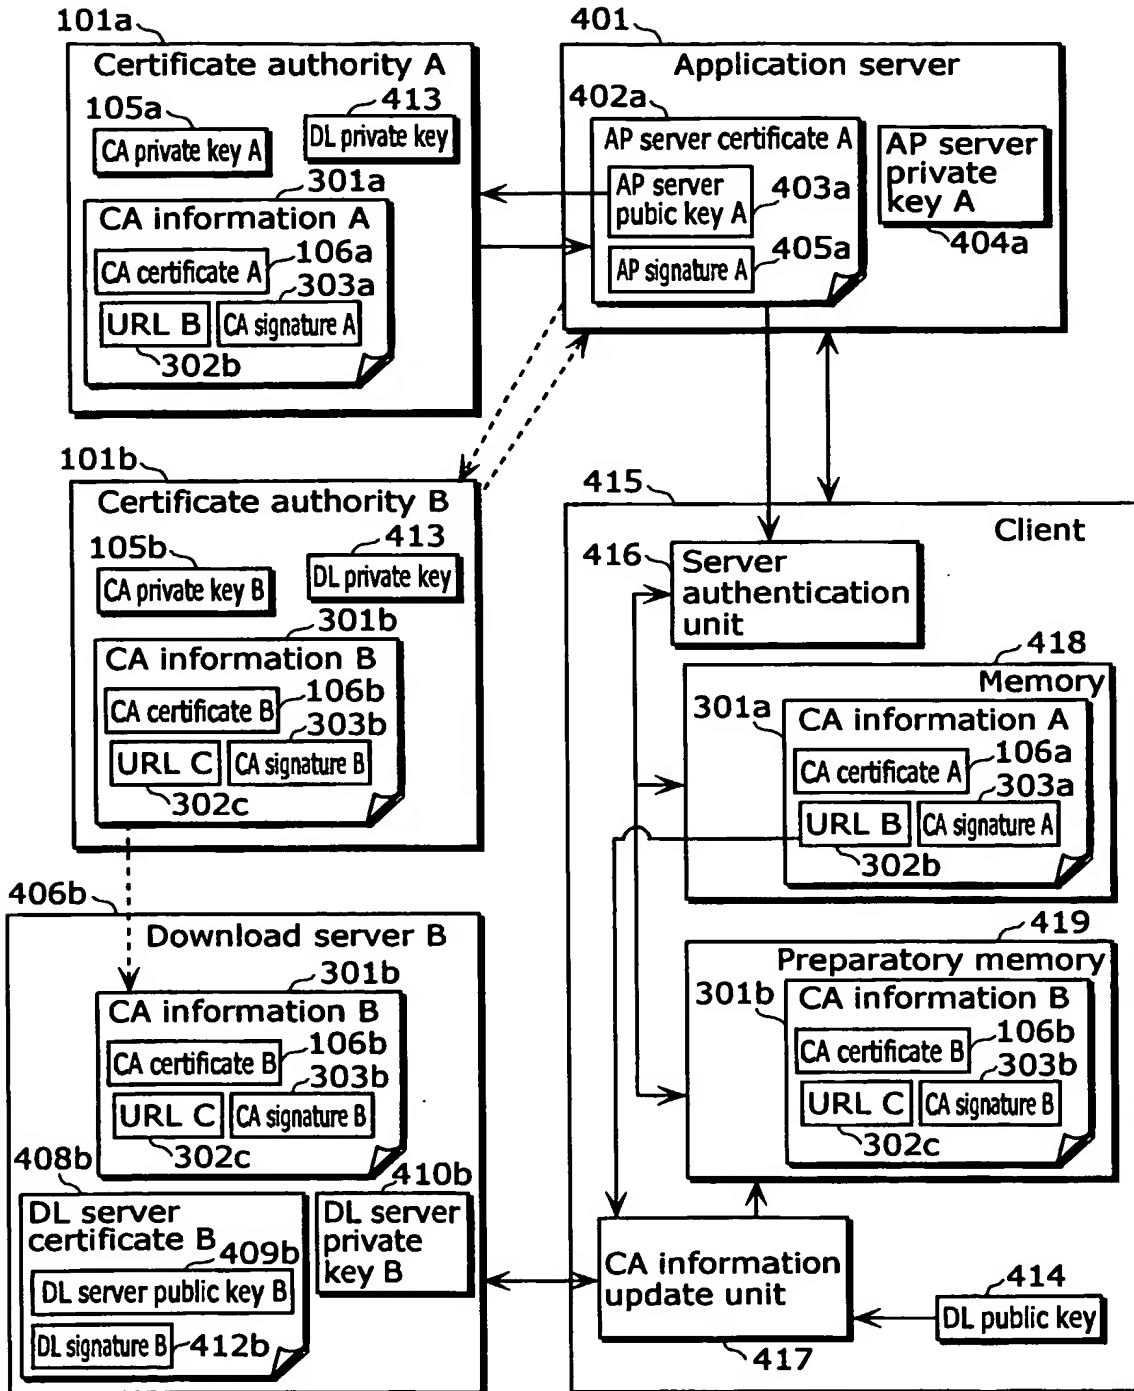 101a
Certificate authority A
105a
413
CA private key A
DL private key
301a
CA information A
106a
CA certificate A
303a
URL B
CA signature A
302b
401
Application server
402a
AP server certificate A
AP server
pubic key A
403a
AP signature A
405a
AP server
private
key A
404a
101b
Certificate authority B
105b
413
CA private key B
DL private key
301b
CA information B
106b
CA certificate B
303b
URL C
CA signature B
302c
406b
Download server B
301b
CA information B
106b
CA certificate B
303b
URL C
CA signature B
302c
408b
DL server
certificate B
409b
DL server public key B
DL signature B
412b
410b
DL server
private
key B
415
Client
416
Server
authentication
unit
418
Memory
301a
CA information A
106a
CA certificate A
303a
URL B
CA signature A
302b
419
Preparatory memory
301b
CA information B
106b
CA certificate B
303b
URL C
CA signature B
302c
CA information
update unit
417
414
DL public key